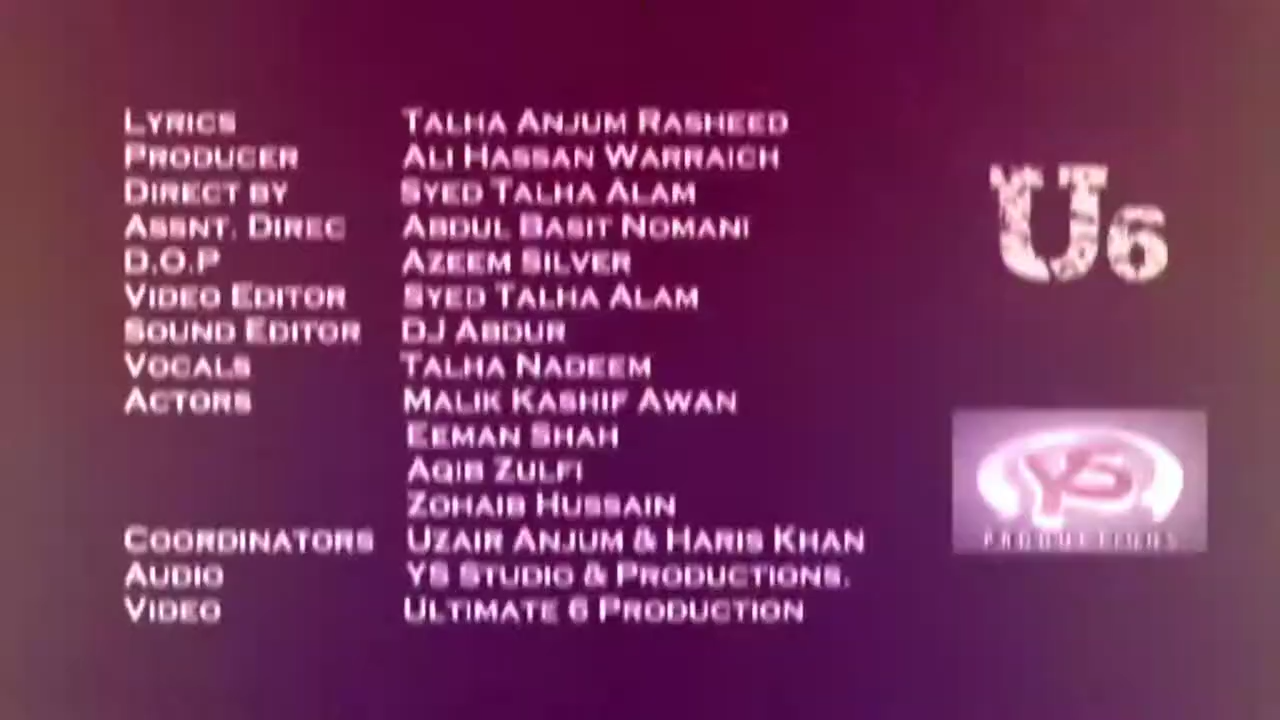 LYRICS TALHA ANJUM RASHEED
PRODUCER ALI HASSAN WARRAICH
DIRECT BY SYED TALHA ALAM
ASSNT. DIREC ABDUL BASIT NOMANI
D.O.P AZEEM SILVER
VIDEO EDITOR SYED TALHA ALAM
SOUND EDITOR DJ ABDUR
VOCALS TALHA NADEEM
ACTORS MALIK KASHIF AWAN
EEMAN SHAH
AQIB ZULFI
ZOHAIB HUSSAIN
COORDINATORS UZAIR ANJUM & HARIS KHAN
AUDIO YS STUDIO & PRODUCTIONS.
VIDEO ULTIMATE 6 PRODUCTION
U6
YS
PRODUCTIONS